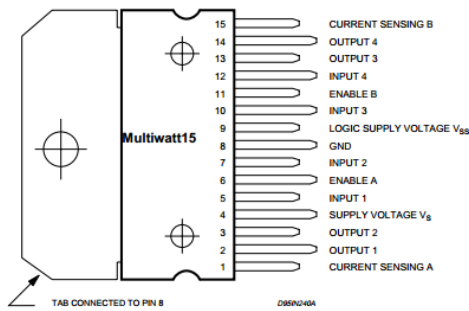 15 CURRENT SENSING B
14 OUTPUT 4
13 OUTPUT 3
12 INPUT 4
11 ENABLE B
10 INPUT 3
9 LOGIC SUPPLY VOLTAGE VSS
Multiwatt15
8 GND
7 INPUT 2
6 ENABLE A
5 INPUT 1
4 SUPPLY VOLTAGE VS
3 OUTPUT 2
2 OUTPUT 1
1 CURRENT SENSING A
TAB CONNECTED TO PIN 8
D95IN240A